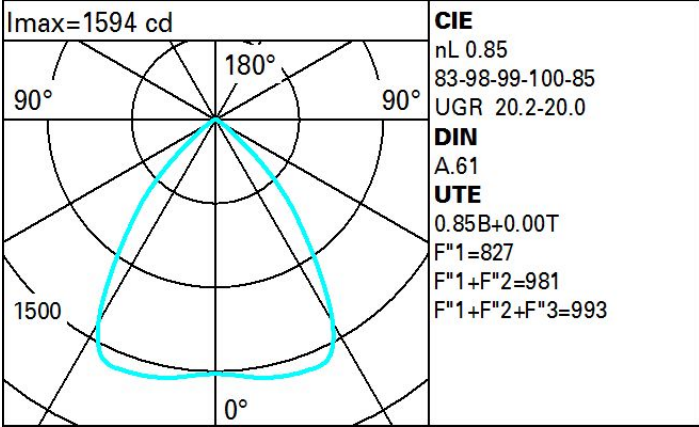 Imax=1594 cd
180°
90°
90°
1500
0°
CIE
nL 0.85
83-98-99-100-85
UGR 20.2-20.0
DIN
A.61
UTE
0.85B+0.00T
F"1=827
F"1+F"2=981
F"1+F"2+F"3=993